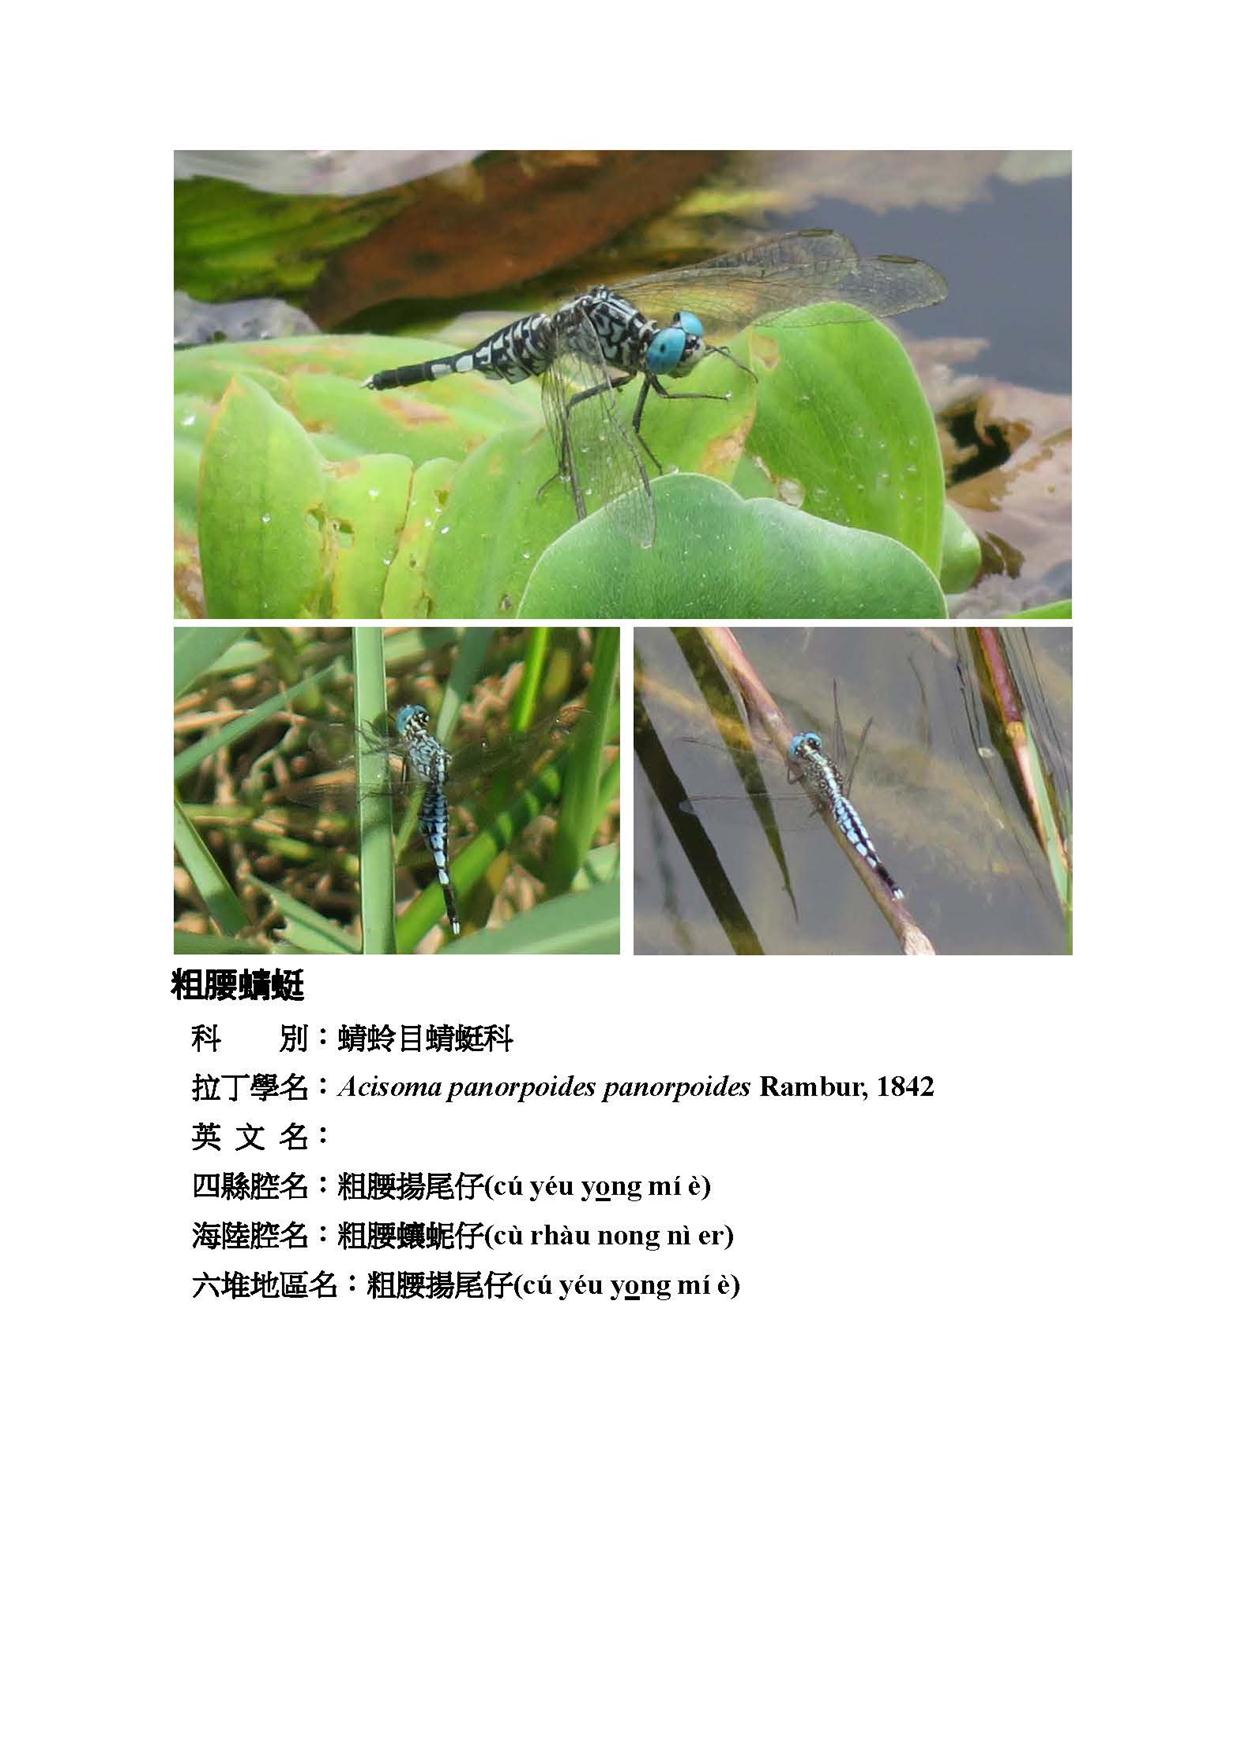 粗腰蜻蜓
科　　別：蜻蛉目蜻蜓科
拉丁學名：Acisoma panorpoides panorpoides Rambur, 1842
英 文 名：
四縣腔名：粗腰揚尾仔(cú yéu yong mí è)
海陸腔名：粗腰蠰蚭仔(cù rhàu nong nì er)
六堆地區名：粗腰揚尾仔(cú yéu yong mí è)